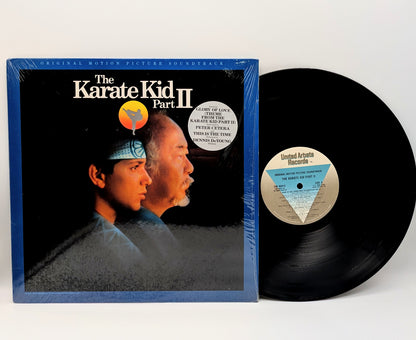 ORIGINAL MOTION PICTURE SOUNDTRACK
The
Karate Kid
Part II
GLORY OF LOVE
(THEME
FROM THE
KARATE KID PART II)
PETER CETERA
THIS IS THE TIME
DENNIS DeYOUNG
United Artists
Records
ORIGINAL MOTION PICTURE SOUNDTRACK
THE KARATE KID PART II